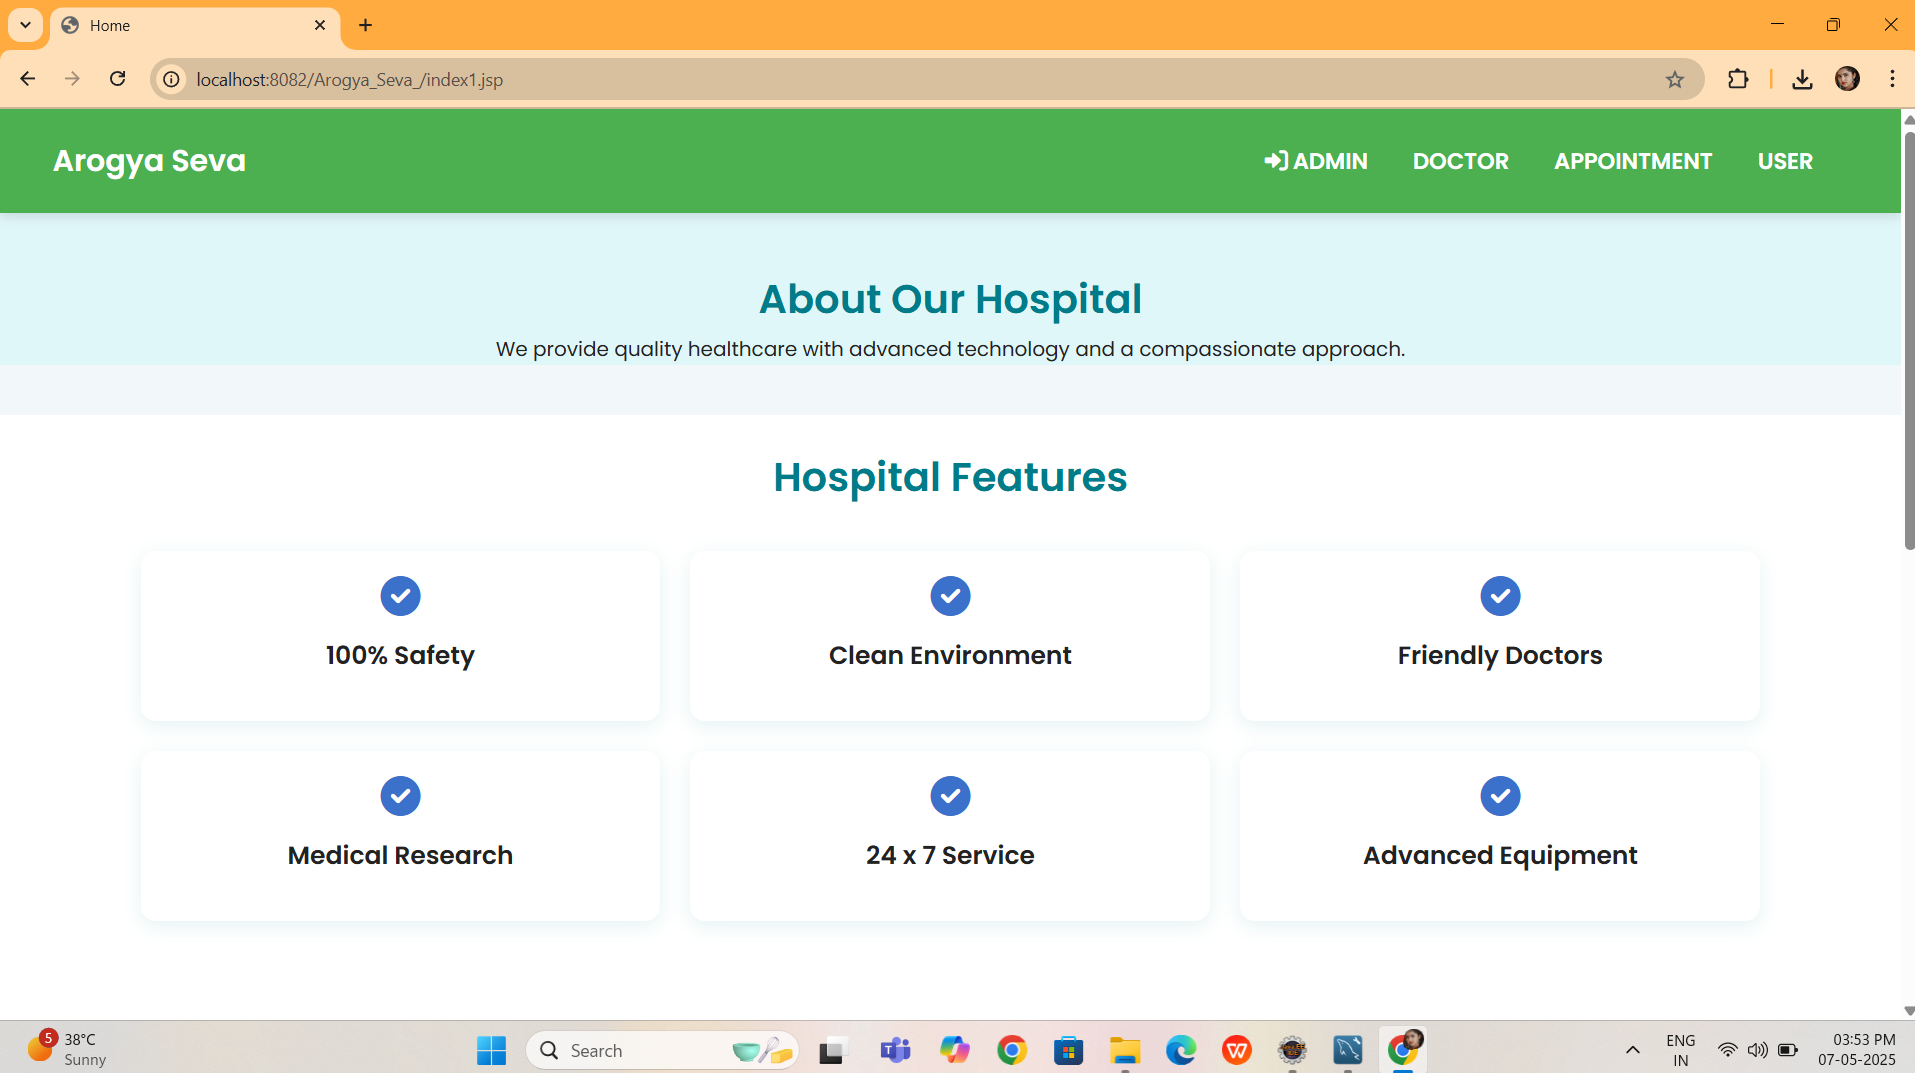 Home
localhost:8082/Arogya_Seva_/index1.jsp
Arogya Seva
ADMIN DOCTOR APPOINTMENT USER
About Our Hospital
We provide quality healthcare with advanced technology and a compassionate approach.
Hospital Features
100% Safety
Clean Environment
Friendly Doctors
Medical Research
24 x 7 Service
Advanced Equipment
5
38°C
Sunny
Search
ENG
IN
03:53 PM
07-05-2025